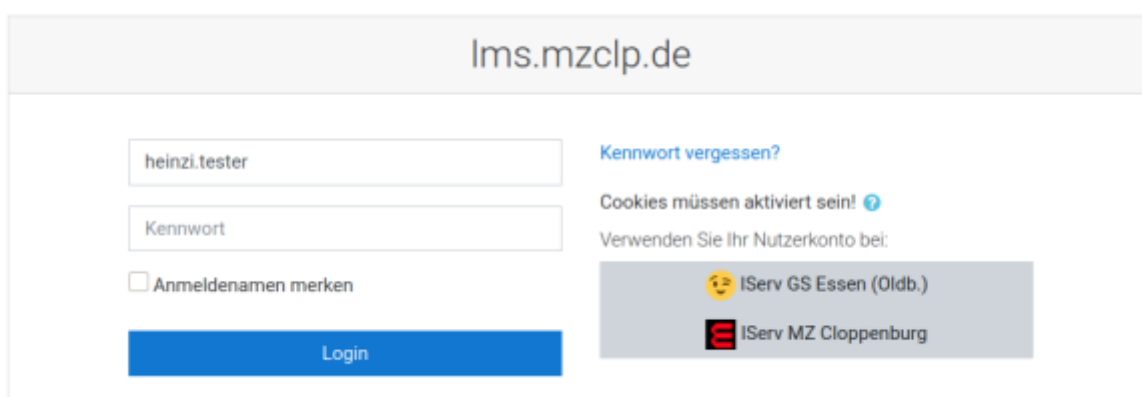 lms.mzclp.de
heinzi.tester
Kennwort
Anmeldenamen merken
Login
Kennwort vergessen?
Cookies müssen aktiviert sein! ?
Verwenden Sie Ihr Nutzerkonto bei:
IServ GS Essen (Oldb.)
IServ MZ Cloppenburg